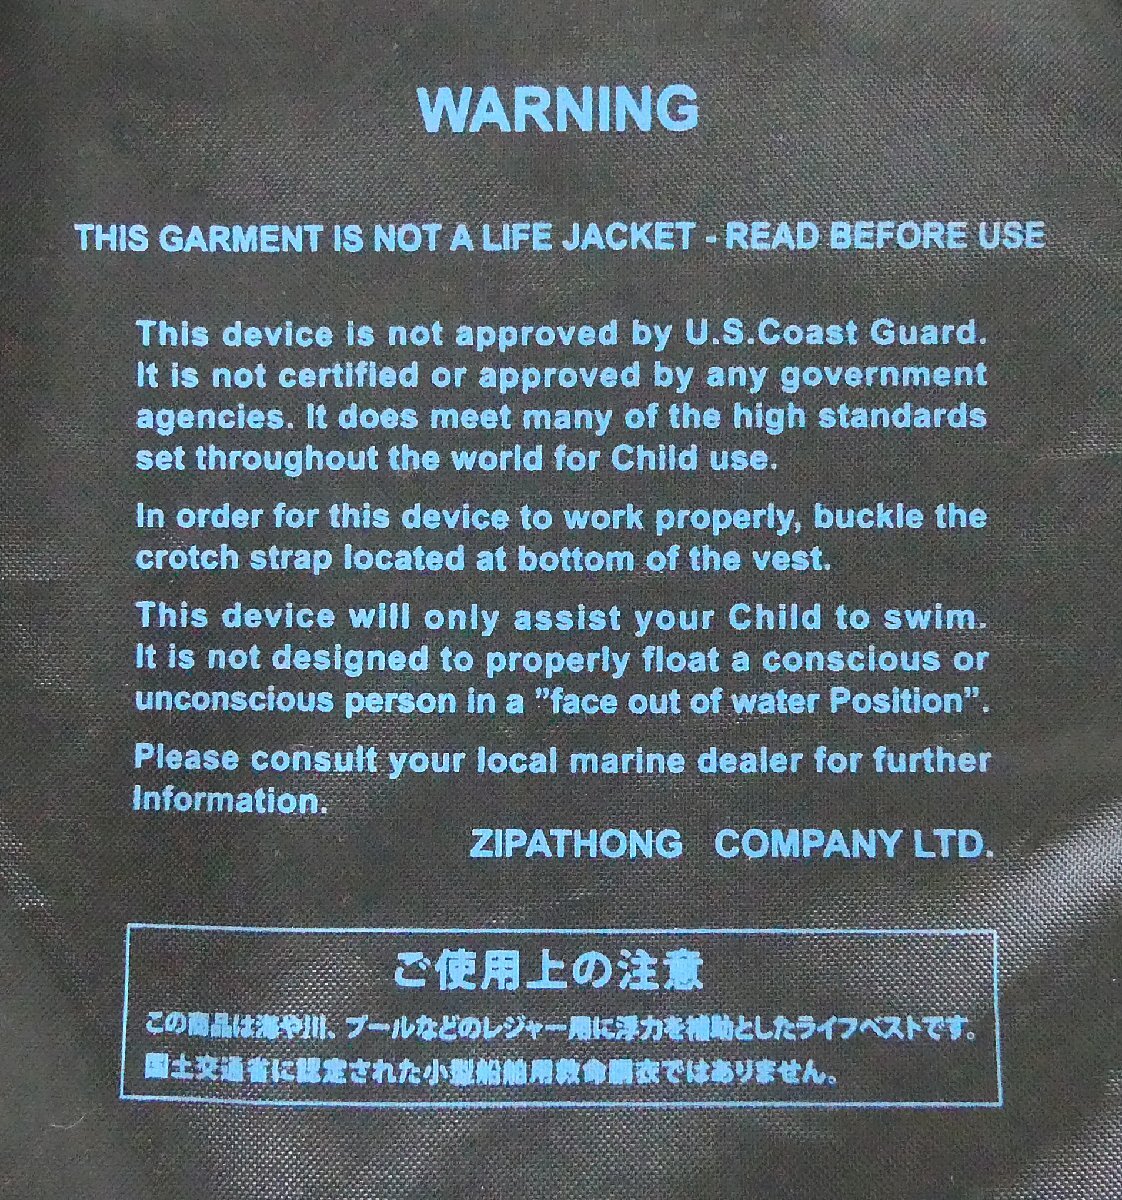 WARNING
THIS GARMENT IS NOT A LIFE JACKET - READ BEFORE USE
This device is not approved by U.S.Coast Guard.
It is not certified or approved by any government
agencies. It does meet many of the high standards
set throughout the world for Child use.
In order for this device to work properly, buckle the
crotch strap located at bottom of the vest.
This device will only assist your Child to swim.
It is not designed to properly float a conscious or
unconscious person in a ”face out of water Position”.
Please consult your local marine dealer for further
Information.
ZIPATHONG COMPANY LTD.
ご使用上の注意
この商品は海や川、プールなどのレジャー用に浮力を補助としたライフベストです。
国土交通省に認定された小型船舶用救命胴衣ではありません。